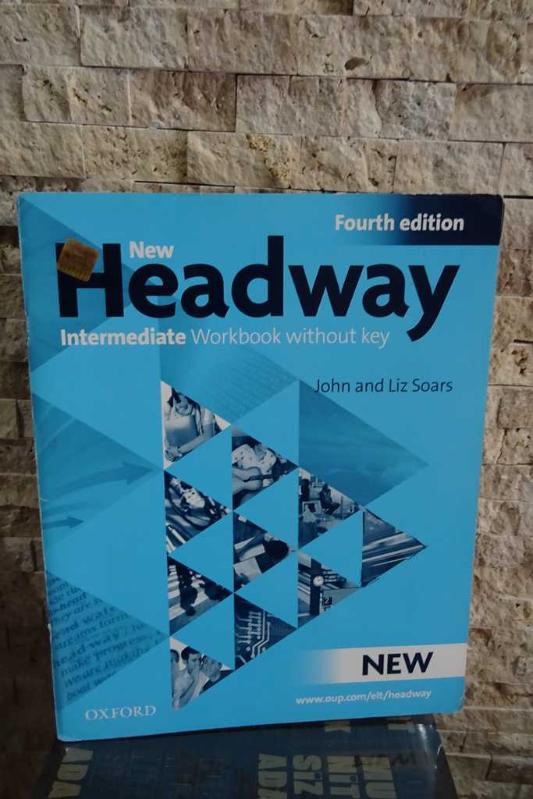 Fourth edition
New
Headway
Intermediate Workbook without key
John and Liz Soars
NEW
www.oup.com/elt/headway
OXFORD